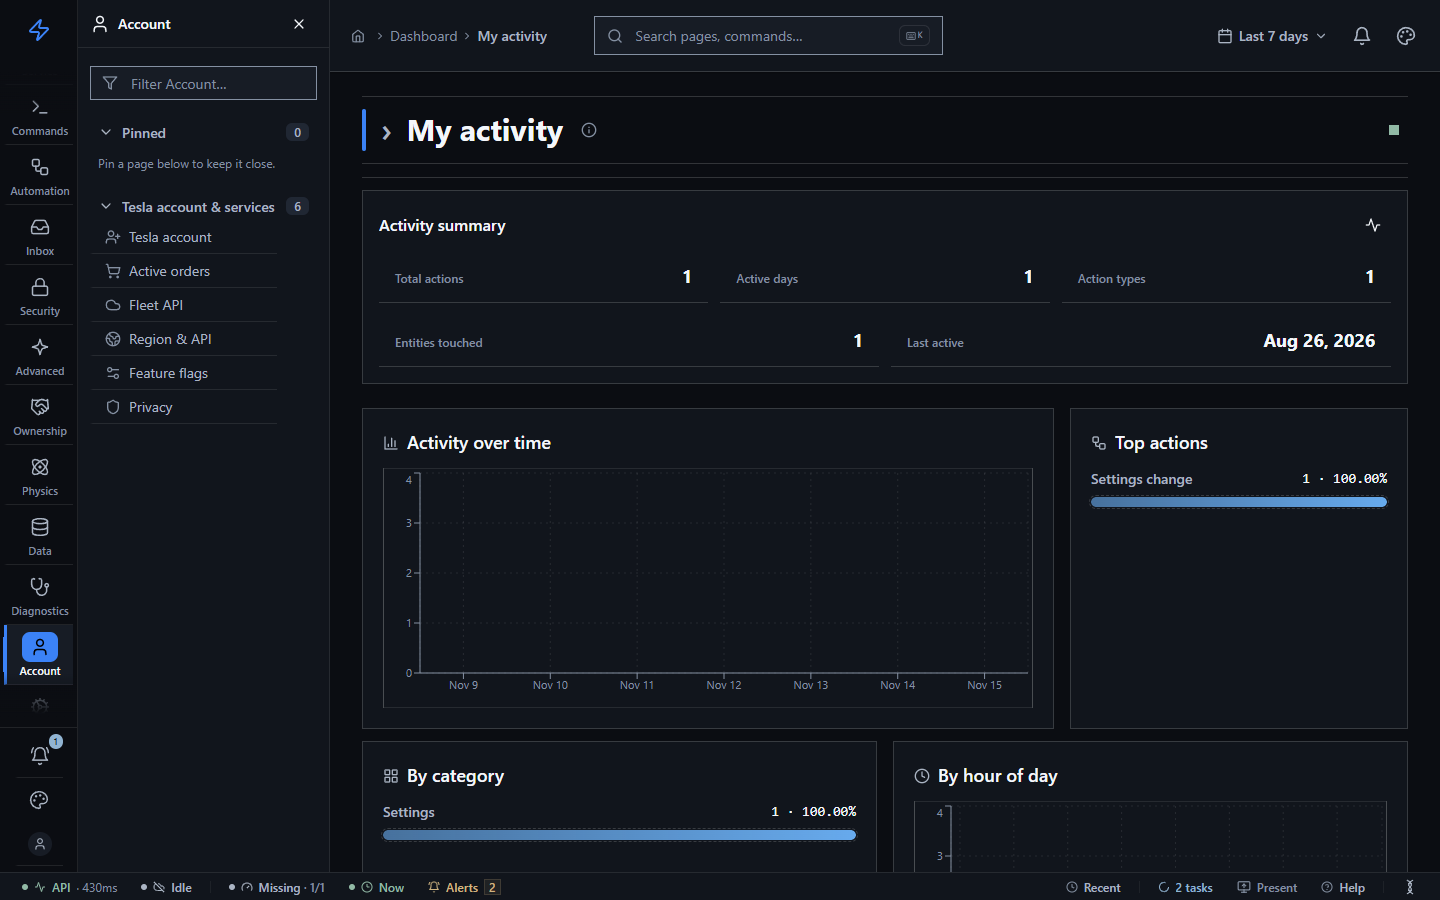 Account
Dashboard
My activity
Search pages, commands...
K
Last 7 days
Filter Account...
Pinned
0
Pin a page below to keep it close.
Tesla account & services
6
Tesla account
Active orders
Fleet API
Region & API
Feature flags
Privacy
Commands
Automation
Inbox
Security
Advanced
Ownership
Physics
Data
Diagnostics
Account
1
My activity
Activity summary
Total actions
1
Active days
1
Action types
1
Entities touched
1
Last active
Aug 26, 2026
Activity over time
4
3
2
1
0
Nov 9
Nov 10
Nov 11
Nov 12
Nov 13
Nov 14
Nov 15
Top actions
Settings change
1 · 100.00%
By category
Settings
1 · 100.00%
By hour of day
4
3
API · 430ms
Idle
Missing · 1/1
Now
Alerts 2
Recent
2 tasks
Present
Help